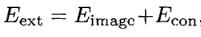 E_ext = E_image + E_con,